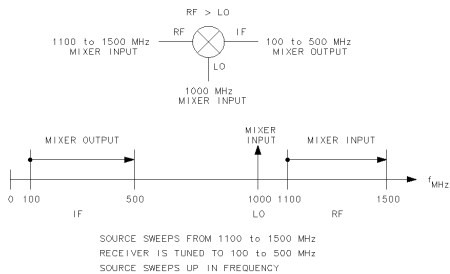 RF > LO
1100 to 1500 MHz
MIXER INPUT
RF
IF
100 to 500 MHz
MIXER OUTPUT
LO
1000 MHz
MIXER INPUT
MIXER OUTPUT
MIXER
INPUT
MIXER INPUT
fMHz
0 100 500 1000 1100 1500
IF LO RF
SOURCE SWEEPS FROM 1100 to 1500 MHz
RECEIVER IS TUNED TO 100 to 500 MHz
SOURCE SWEEPS UP IN FREQUENCY